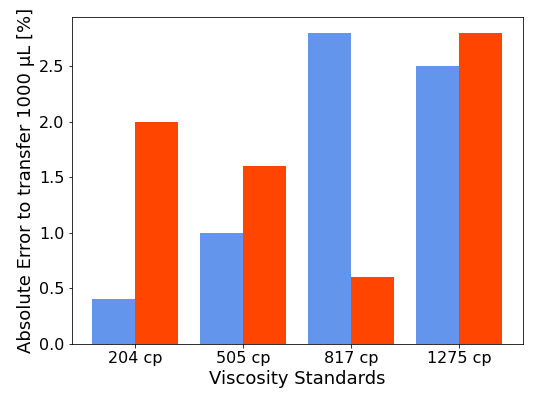 Absolute Error to transfer 1000 μL [%]
2.5
2.0
1.5
1.0
0.5
0.0
204 cp 505 cp 817 cp 1275 cp
Viscosity Standards